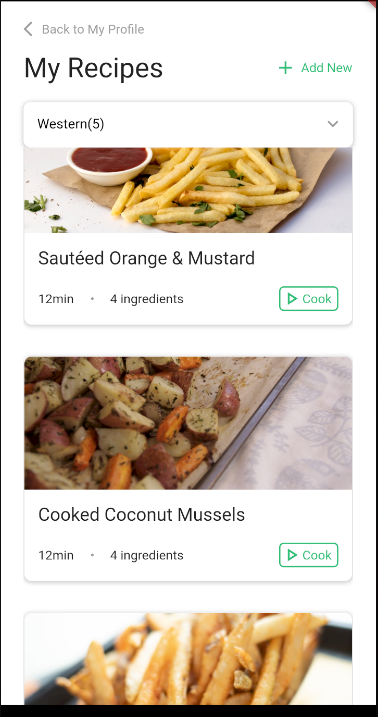 Back to My Profile
My Recipes
Add New
Western(5)
Sautéed Orange & Mustard
12min • 4 ingredients
Cook
Cooked Coconut Mussels
12min • 4 ingredients
Cook